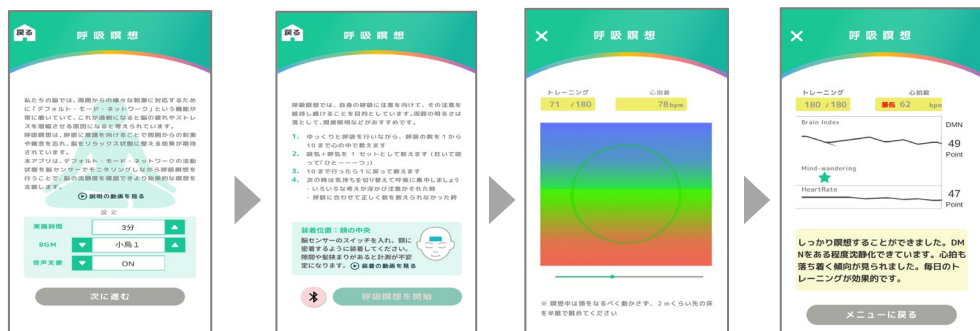 戻る
呼吸瞑想
私たちの脳では、周囲からの様々な刺激に対応するため
に「デフォルト・モード・ネットワーク」という機能が
常に働いていて、これが過剰になると脳の疲れやストレ
スを増幅させる原因になると考えられています。
呼吸瞑想は、呼吸に意識を向けることで周囲からの刺激
や雑念を忘れ、脳をリラックス状態に整える効果が期待
されています。
本アプリは、デフォルト・モード・ネットワークの活動
状態を脳センサーでモニタリングしながら呼吸瞑想を
行うことで、脳の沈静度を確認できより効果的な瞑想を
支援します。
説明の動画を見る
設定
実施時間 3分
BGM 小鳥1
音声支援 ON
次に進む
戻る
呼吸瞑想
呼吸瞑想では、自身の呼吸に注意を向けて、その注意を
維持し続けることを目的としています。周囲の明るさは
落として、間接照明などがおすすめです。
1. ゆっくりと呼吸を行いながら、呼吸の数を1から
10まで心の中で数えます
2. 吸気+呼気を1セットとして数えます(吐いて吸
って「ひとーーーつ」)
3. 10まで行ったら1に戻って数えます
4. 次の時は気持ちを切り替えて呼吸に集中しましょう
・いろいろな考えが浮かび注意がそれた時
・呼吸に合わせて正しく数を数えられなかった時
装着位置:額の中央
脳センサーのスイッチを入れ、額に
密着するように装着してください。
隙間や髪挟まりがあると計測が不安
定になります。 装着の動画を見る
呼吸瞑想を開始
呼吸瞑想
トレーニング 心拍数
71 /180 78bpm
※ 瞑想中は頭をなるべく動かさず、2mくらい先の床
を半眼で眺めてください
呼吸瞑想
トレーニング 心拍数
180 /180 最低 62 bpm
Brain Index
DMN
49
Point
Mind-wandering
HeartRate
47
Point
しっかり瞑想することができました。DM
Nをある程度沈静化できています。心拍も
落ち着く傾向が見られました。毎日のト
レーニングが効果的です。
メニューに戻る